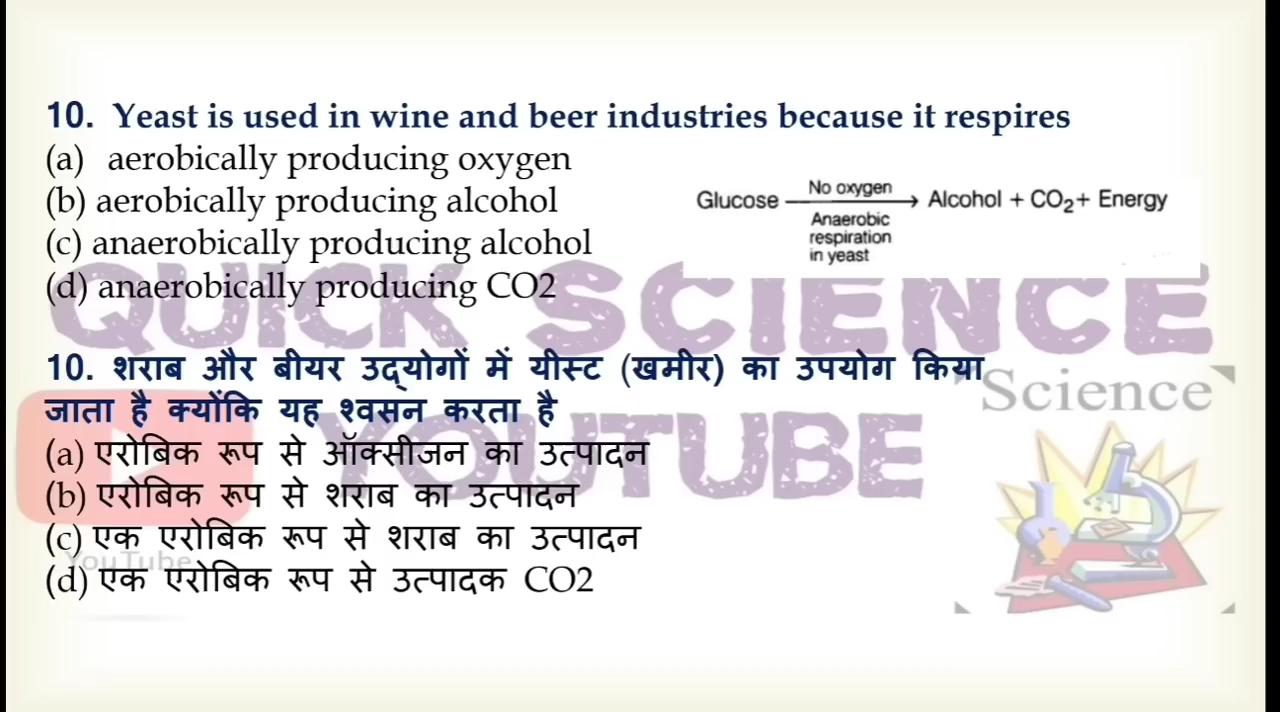 10. Yeast is used in wine and beer industries because it respires
(a) aerobically producing oxygen
(b) aerobically producing alcohol
(c) anaerobically producing alcohol
(d) anaerobically producing CO2
Glucose No oxygen Alcohol + CO₂ + Energy
Anaerobic
respiration
in yeast
QUICK SCIENCE
10. शराब और बीयर उद्योगों में यीस्ट (खमीर) का उपयोग किया
जाता है क्योंकि यह श्वसन करता है
(a) एरोबिक रूप से ऑक्सीजन का उत्पादन
(b) एरोबिक रूप से शराब का उत्पादन
(c) एक एरोबिक रूप से शराब का उत्पादन
(d) एक एरोबिक रूप से उत्पादक CO2
YOUTUBE
YouTube
Science